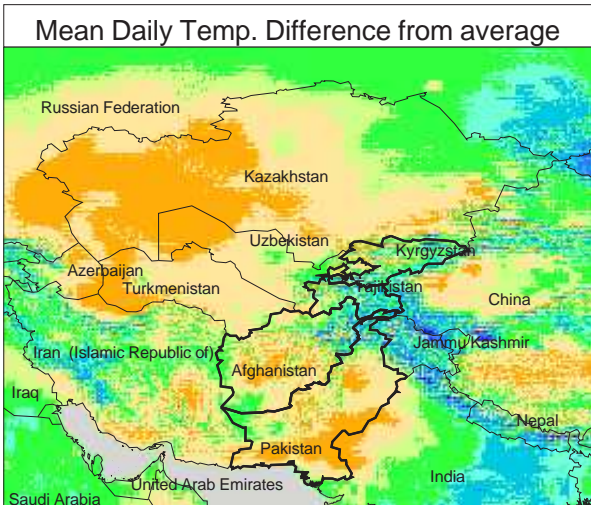 Mean Daily Temp. Difference from average
Russian Federation
Kazakhstan
Uzbekistan
Kyrgyzstan
Azerbaijan
Turkmenistan
Tajikistan
China
Iran (Islamic Republic of)
Jammu Kashmir
Afghanistan
Iraq
Nepal
Pakistan
India
United Arab Emirates
Saudi Arabia